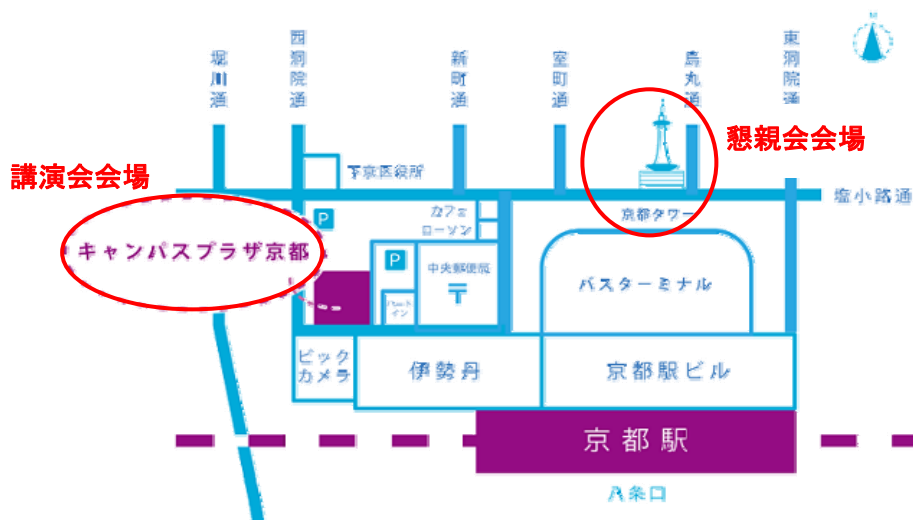 堀川通
西洞院通
新町通
室町通
烏丸通
東洞院通
N
講演会会場
懇親会会場
下京区役所
塩小路通
P
カフェ
ローソン
京都タワー
キャンパスプラザ京都
P
中央郵便局
〒
バスターミナル
ビック
カメラ
伊勢丹
京都駅ビル
京都駅
八条口